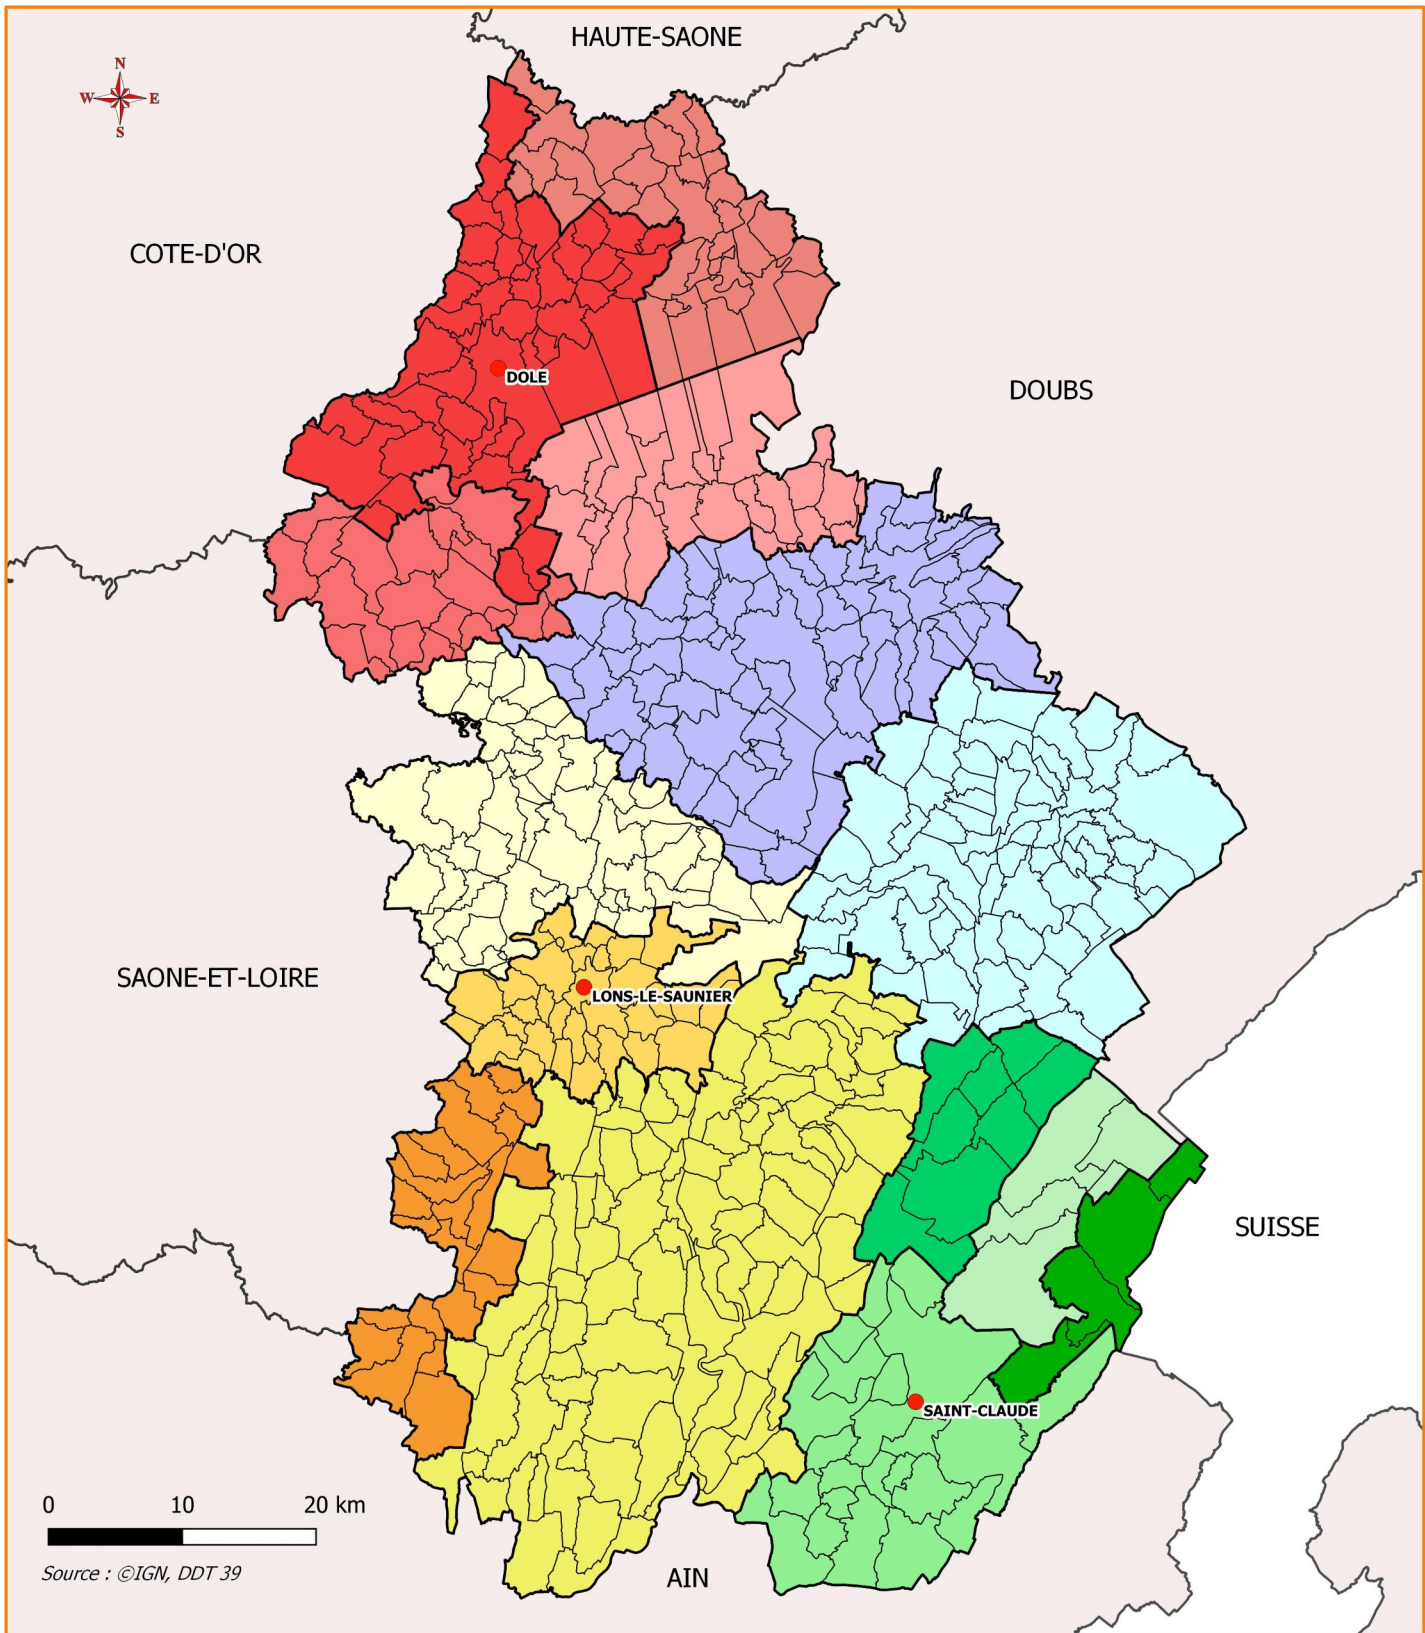 HAUTE-SAONE
N
W E
S
COTE-D'OR
DOLE
DOUBS
SAONE-ET-LOIRE
LONS-LE-SAUNIER
SUISSE
SAINT-CLAUDE
0 10 20 km
Source : ©IGN, DDT 39
AIN